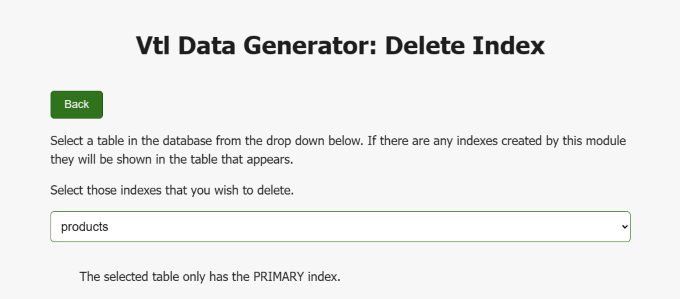 Vtl Data Generator: Delete Index
Back
Select a table in the database from the drop down below. If there are any indexes created by this module
they will be shown in the table that appears.
Select those indexes that you wish to delete.
products
The selected table only has the PRIMARY index.